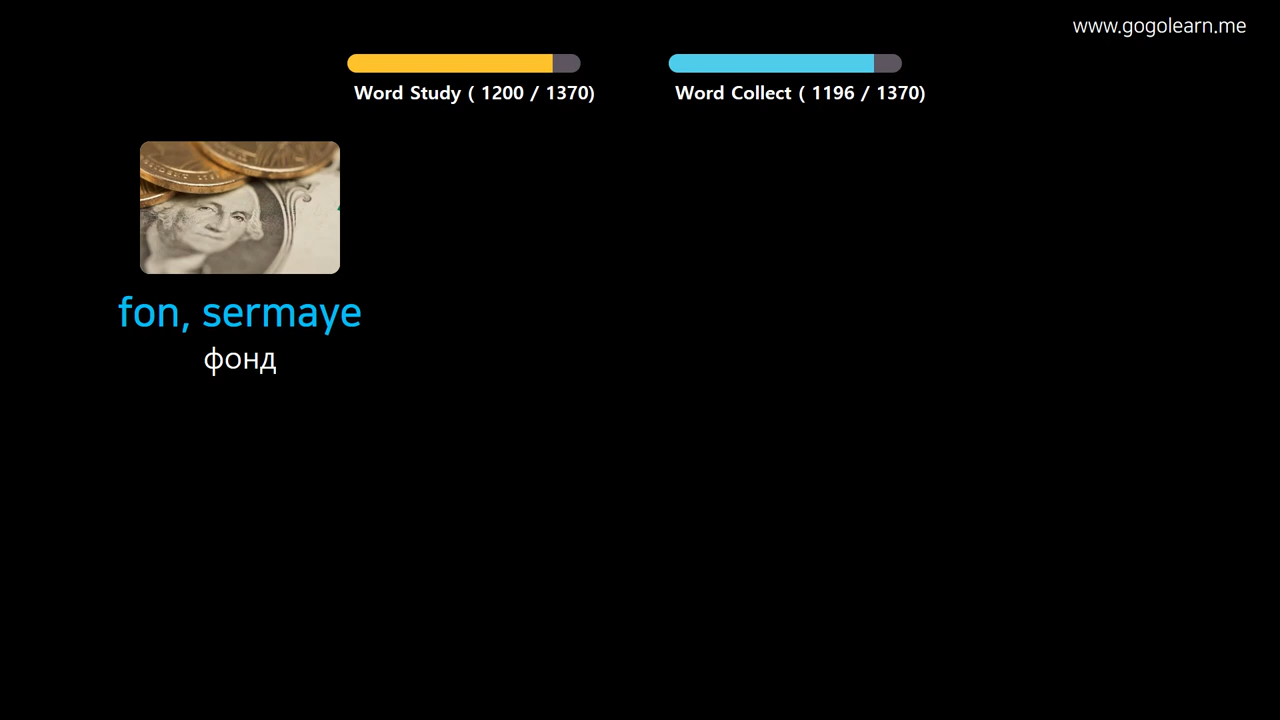 www.gogolearn.me
Word Study ( 1200 / 1370)
Word Collect ( 1196 / 1370)
fon, sermaye
фонд